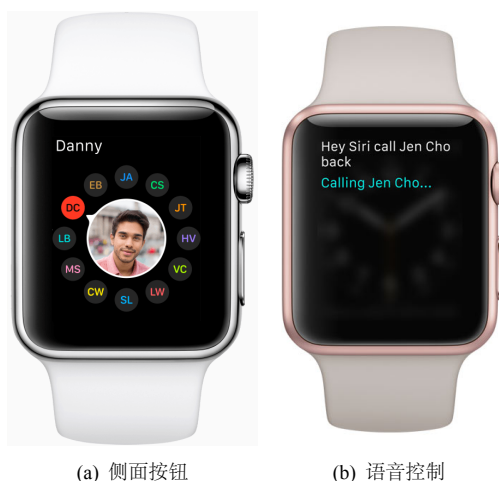 Danny
JA
EB
CS
DC
JT
LB
HV
MS
VC
CW
LW
SL
Hey Siri call Jen Cho
back
Calling Jen Cho...
(a) 侧面按钮
(b) 语音控制